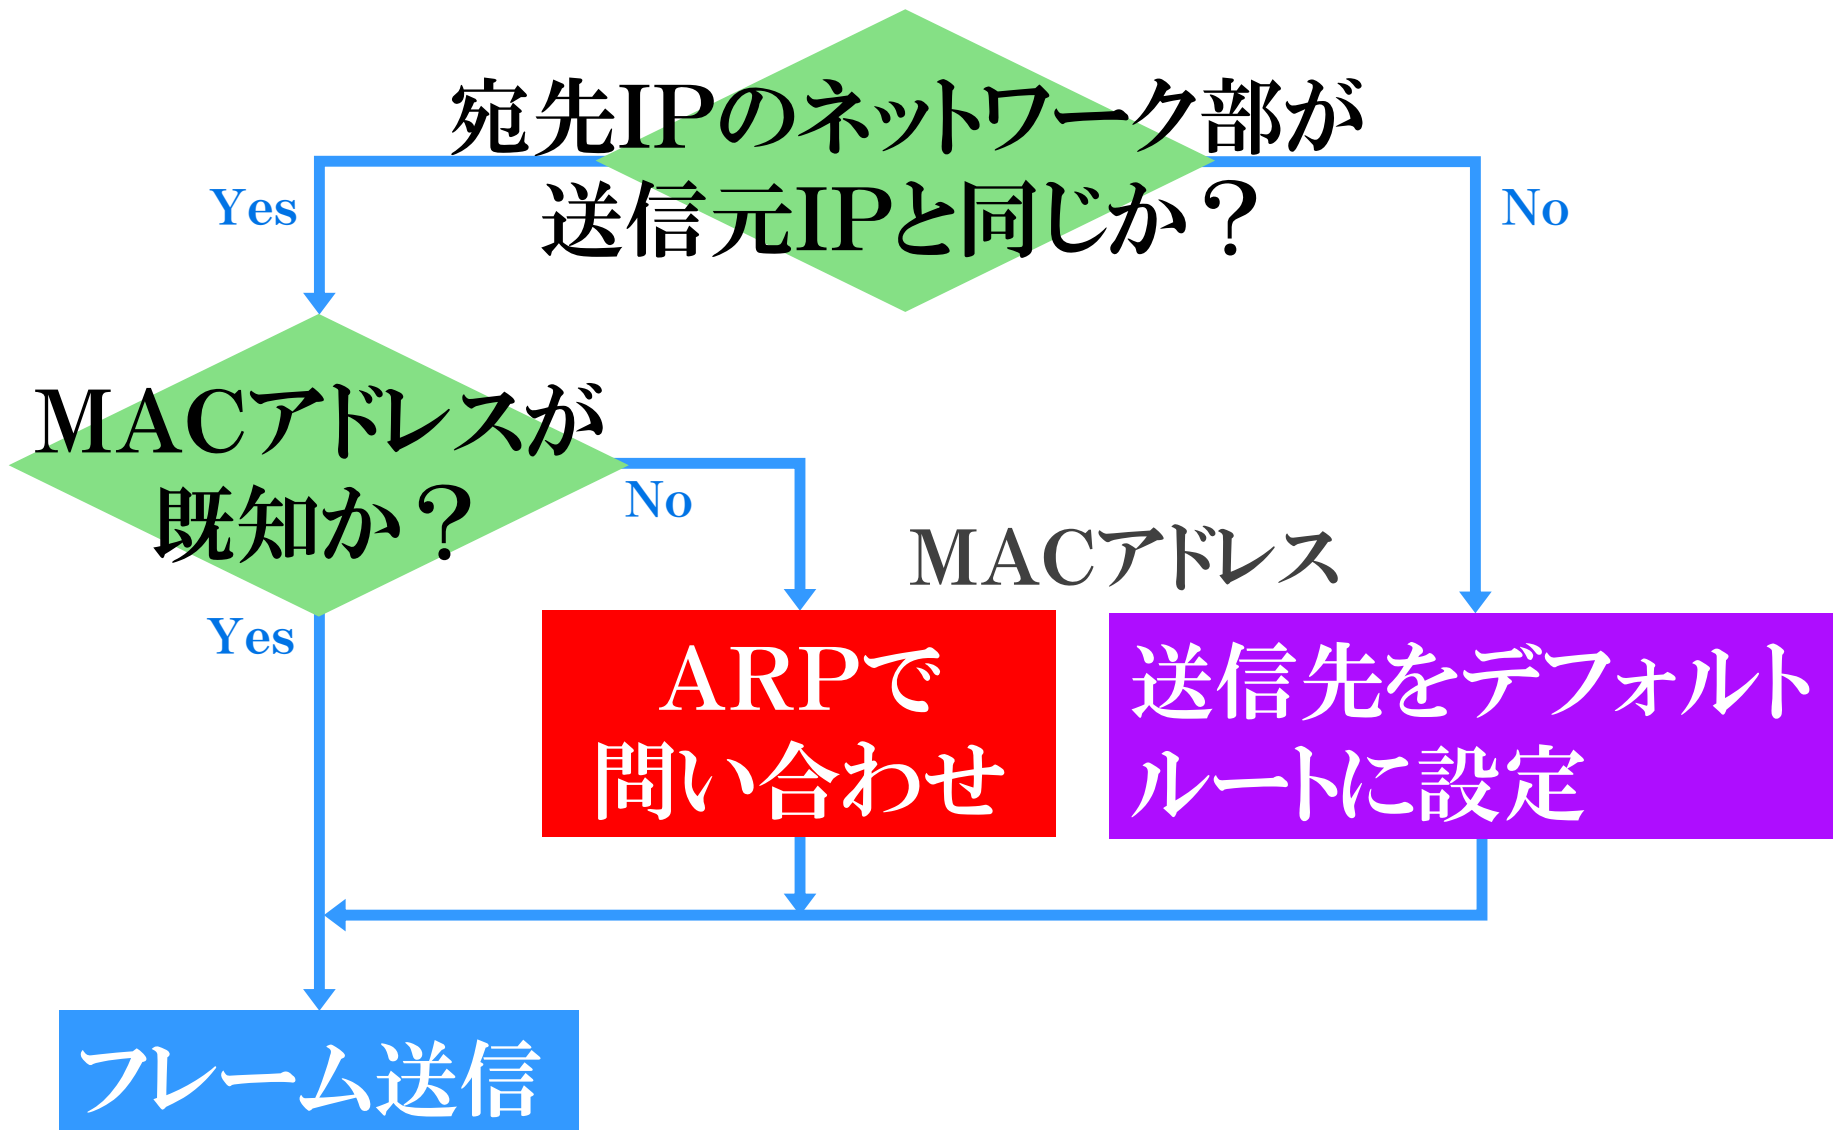 宛先IPのネットワーク部が
送信元IPと同じか？
Yes
No
MACアドレスが
既知か？
No
Yes
MACアドレス
ARPで
問い合わせ
送信先をデフォルト
ルートに設定
フレーム送信